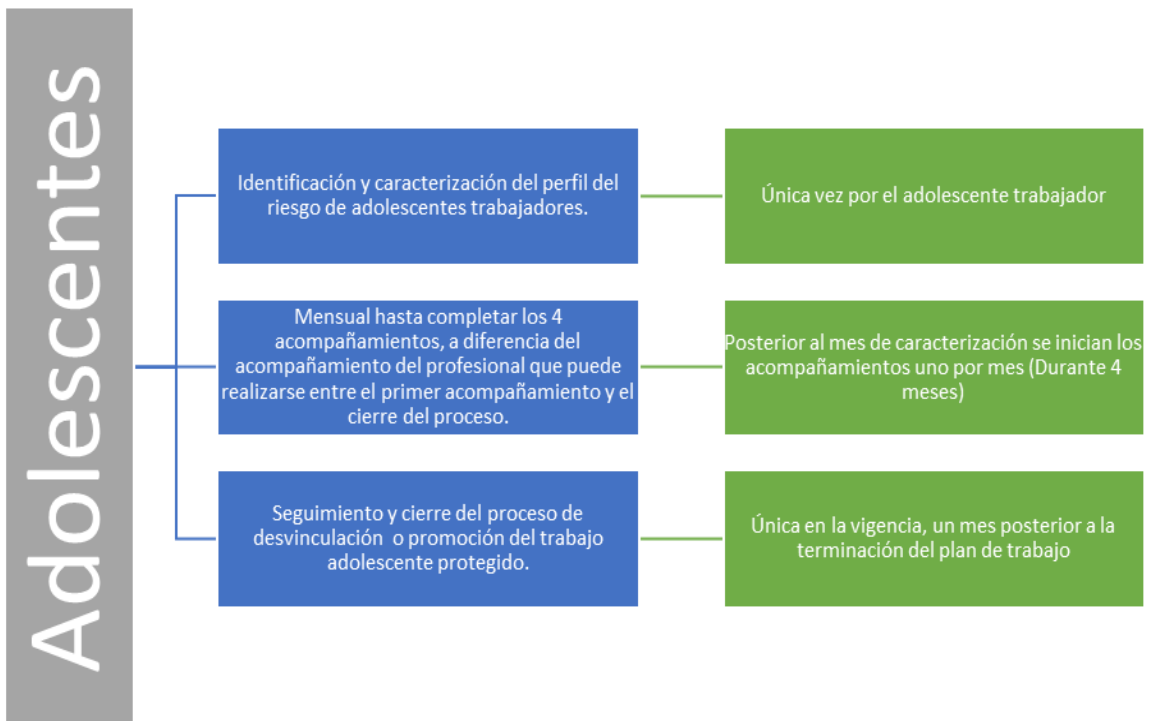 Adolescentes
Identificación y caracterización del perfil del
riesgo de adolescentes trabajadores.
Única vez por el adolescente trabajador
Mensual hasta completar los 4
acompañamientos, a diferencia del
acompañamiento del profesional que puede
realizarse entre el primer acompañamiento y el
cierre del proceso.
Posterior al mes de caracterización se inician los
acompañamientos uno por mes (Durante 4
meses)
Seguimiento y cierre del proceso de
desvinculación o promoción del trabajo
adolescente protegido.
Única en la vigencia, un mes posterior a la
terminación del plan de trabajo